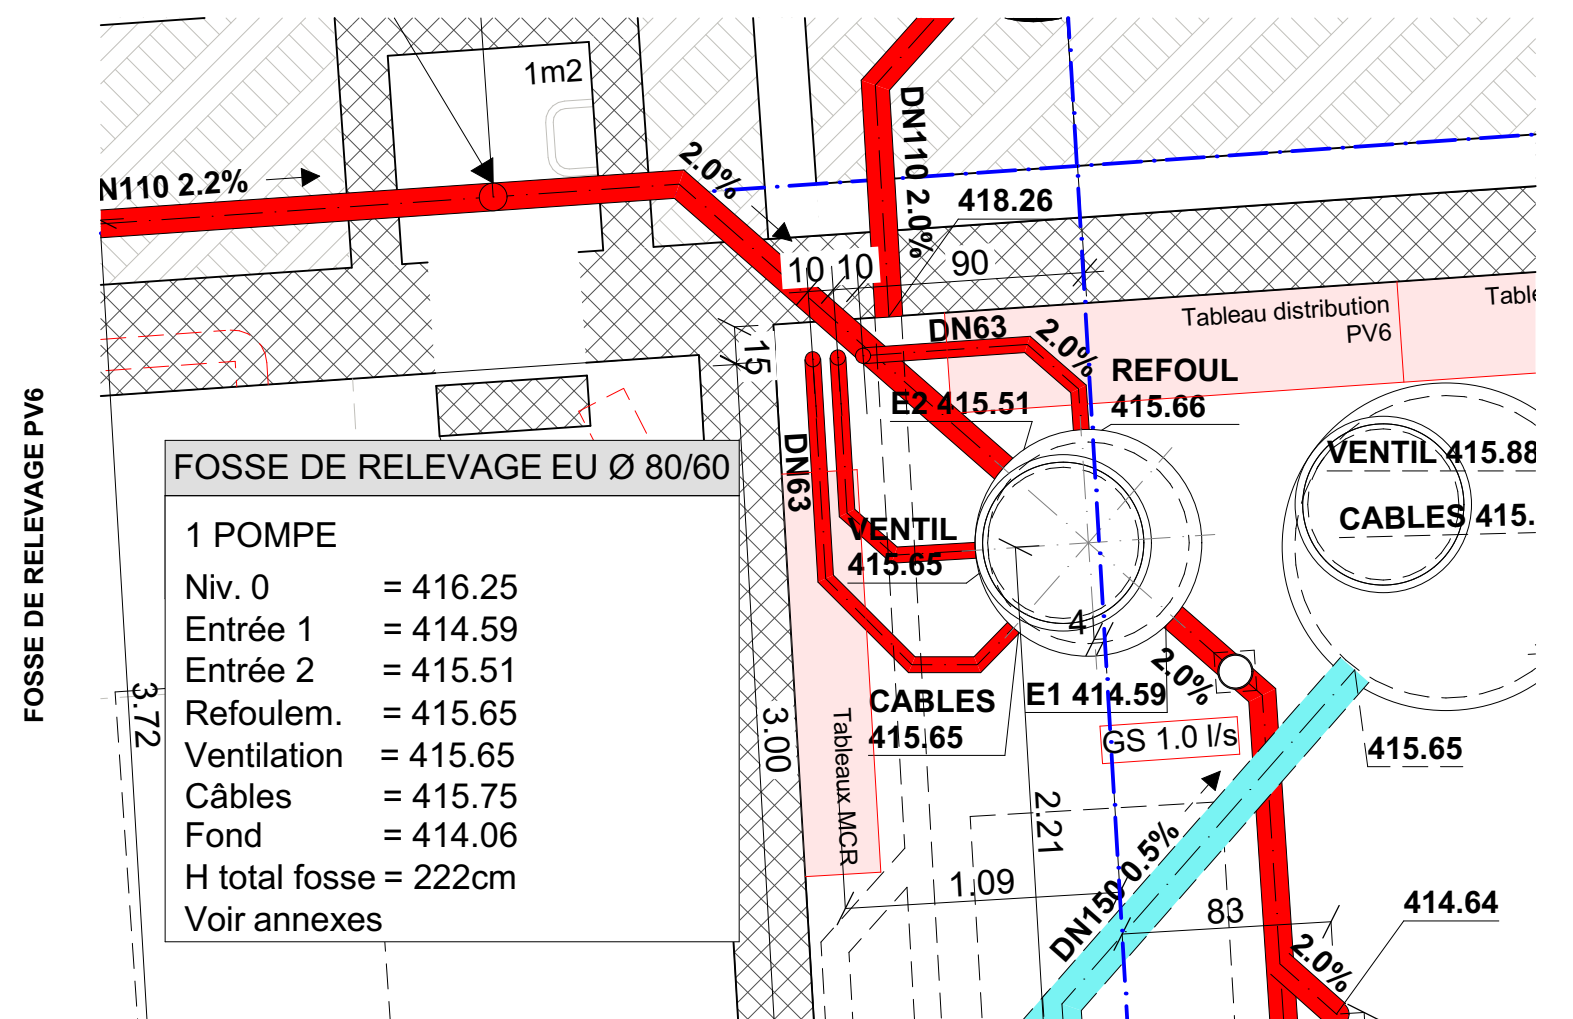 1m2
N110 2.2%
2.0%
DN110 2.0%
418.26
10
10
90
Tableau distribution
PV6
Table
DN63
2.0%
15
REFOUL
415.66
E2 415.51
FOSSE DE RELEVAGE PV6
FOSSE DE RELEVAGE EU Ø 80/60
1 POMPE
Niv. 0 = 416.25
Entrée 1 = 414.59
Entrée 2 = 415.51
Refoulem. = 415.65
Ventilation = 415.65
Câbles = 415.75
Fond = 414.06
H total fosse = 222cm
Voir annexes
DN63
VENTIL
415.65
VENTIL 415.88
CABLES 415.
4
2.0%
E1 414.59
CABLES
415.65
GS 1.0 l/s
415.65
3.72
3.00
Tableaux MCR
2.21
1.09
DN150 0.5%
83
414.64
2.0%